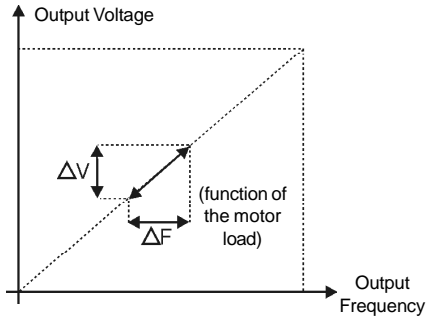 Output Voltage
ΔV
(function of
the motor
load)
ΔF
Output
Frequency